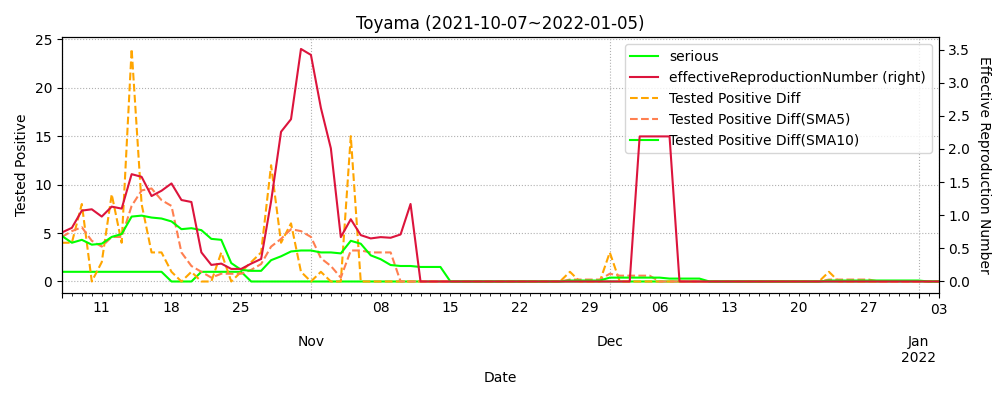 Toyama (2021-10-07~2022-01-05)
serious
effectiveReproductionNumber (right)
Tested Positive Diff
Tested Positive Diff(SMA5)
Tested Positive Diff(SMA10)
Tested Positive
25
20
15
10
5
0
Effective Reproduction Number
3.5
3.0
2.5
2.0
1.5
1.0
0.5
0.0
11 18 25 08 15 22 29 06 13 20 27 03
Nov Dec Jan
2022
Date